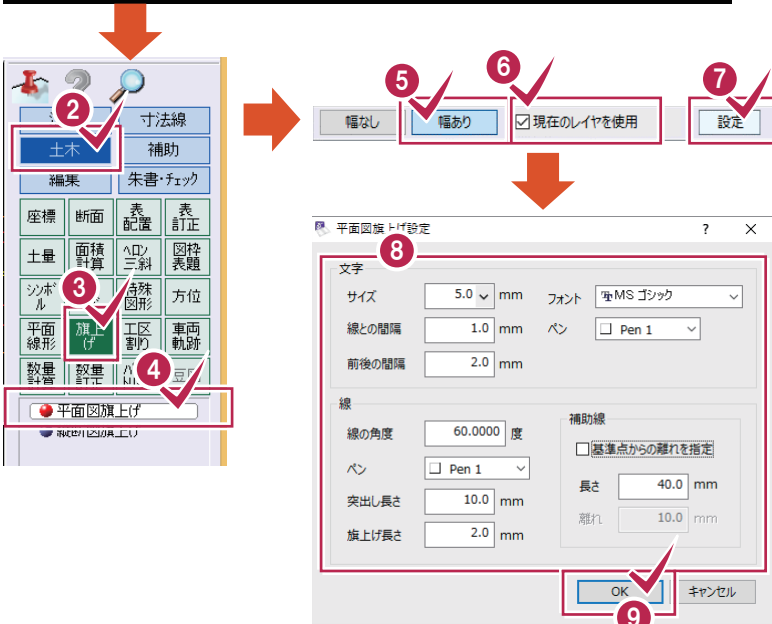 2
寸法線
土木
補助
編集
朱書・チェック
座標
断面
表
配置
表
訂正
土量
面積
計算
ヘロン
三斜
図枠
表題
シンボ
ル
3
特殊
図形
方位
平面
線形
旗上
げ
工区
割り
車両
軌跡
数量
計算
数量
訂正
4
平面図旗上げ
縦断図旗上げ
5
6
7
幅なし
幅あり
現在のレイヤを使用
設定
平面図旗上げ設定
?
×
8
文字
サイズ
5.0
mm
フォント
MS ゴシック
線との間隔
1.0
mm
ペン
Pen 1
前後の間隔
2.0
mm
線
線の角度
60.0000
度
ペン
Pen 1
突出し長さ
10.0
mm
旗上げ長さ
2.0
mm
補助線
基準点からの離れを指定
長さ
40.0
mm
離れ
10.0
mm
OK
キャンセル
9